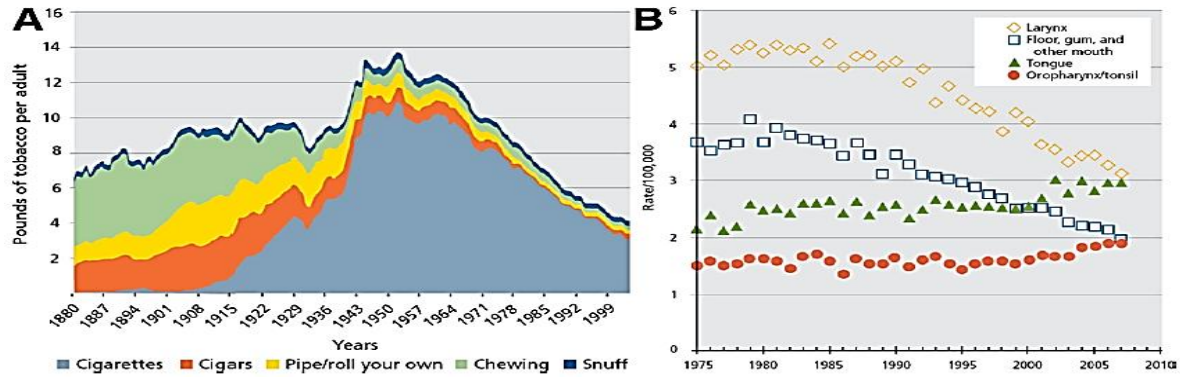 A
16
14
12
10
8
6
4
2
Pounds of tobacco per adult
1880
1887
1894
1901
1908
1915
1922
1929
1936
1943
1950
1957
1964
1971
1978
1985
1992
1999
Years
Cigarettes Cigars Pipe/roll your own Chewing Snuff
B
Larynx
Floor, gum, and
other mouth
Tongue
Oropharynx/tonsil
6
5
4
3
2
1
0
Rate/100,000
1975 1980 1985 1990 1995 2000 2005 2010